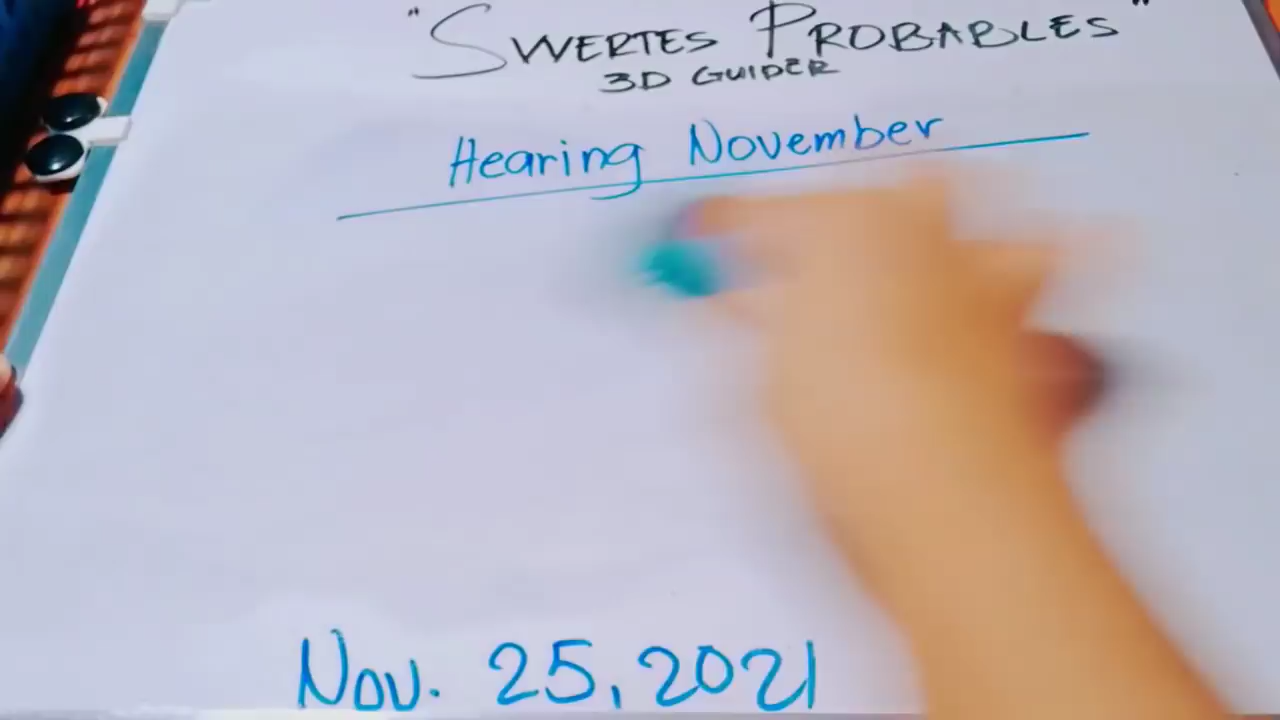 "SWERTES PROBABLES"
3D GUIDER
Hearing November
Nov. 25, 2021